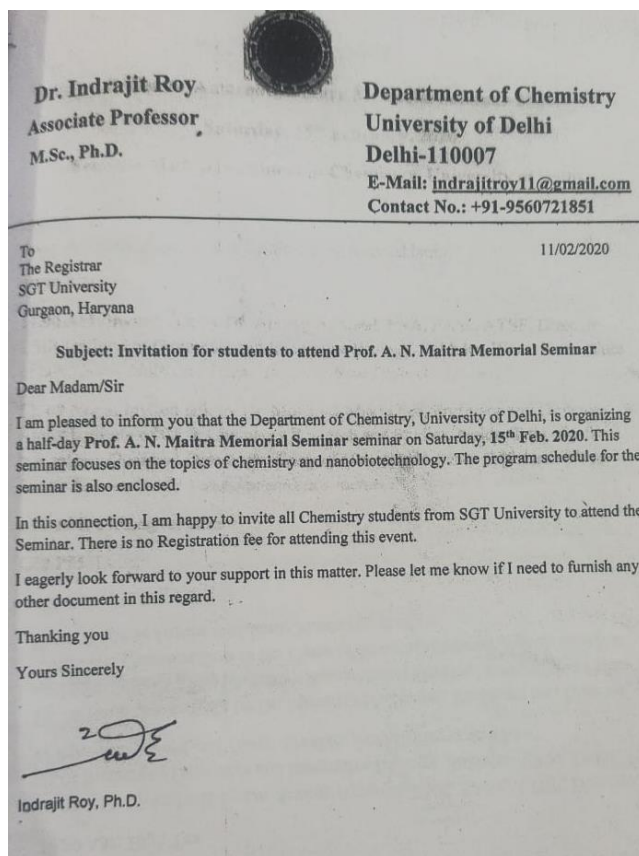 Dr. Indrajit Roy
Associate Professor
M.Sc., Ph.D.
Department of Chemistry
University of Delhi
Delhi-110007
E-Mail: indrajitroy11@gmail.com
Contact No.: +91-9560721851
To
The Registrar
SGT University
Gurgaon, Haryana
11/02/2020
Subject: Invitation for students to attend Prof. A. N. Maitra Memorial Seminar
Dear Madam/Sir
I am pleased to inform you that the Department of Chemistry, University of Delhi, is organizing
a half-day Prof. A. N. Maitra Memorial Seminar seminar on Saturday, 15th Feb. 2020. This
seminar focuses on the topics of chemistry and nanobiotechnology. The program schedule for the
seminar is also enclosed.
In this connection, I am happy to invite all Chemistry students from SGT University to attend the
Seminar. There is no Registration fee for attending this event.
I eagerly look forward to your support in this matter. Please let me know if I need to furnish any
other document in this regard.
Thanking you
Yours Sincerely
Indrajit Roy, Ph.D.